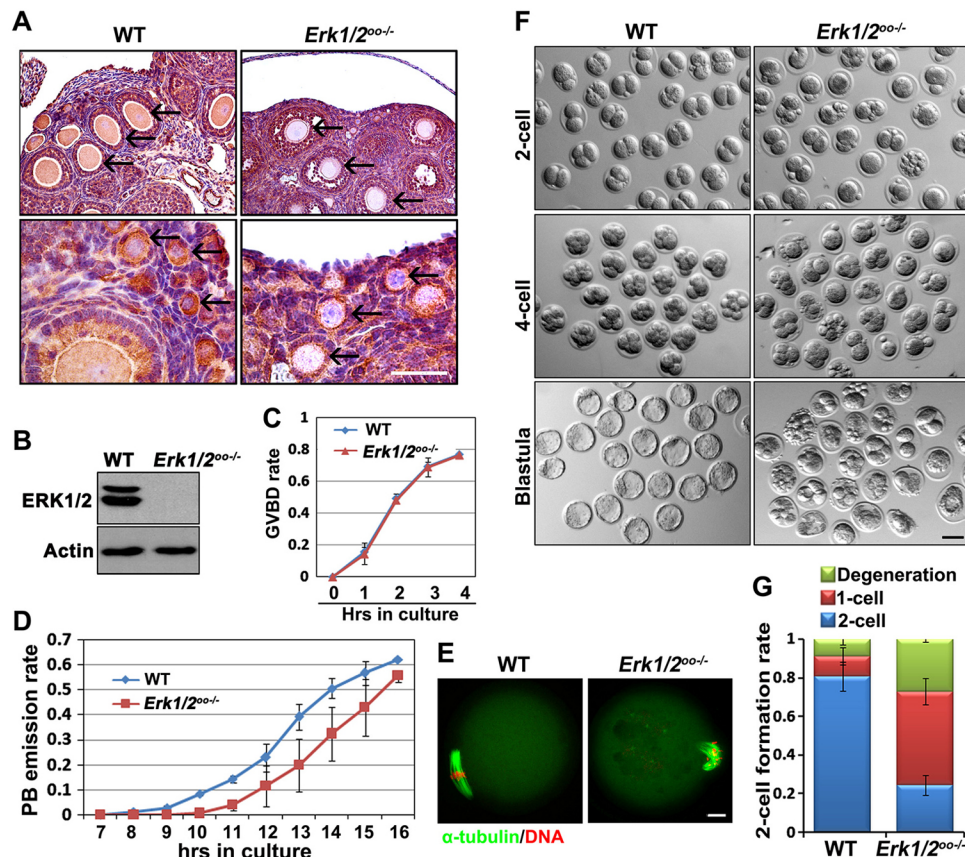 A
WT
Erk1/2oo-/-
B
WT
Erk1/2oo-/-
ERK1/2
Actin
C
WT
Erk1/2oo-/-
GVBD rate
1
0.8
0.6
0.4
0.2
0
0 1 2 3 4
Hrs in culture
D
WT
Erk1/2oo-/-
PB emission rate
0.7
0.6
0.5
0.4
0.3
0.2
0.1
0
7 8 9 10 11 12 13 14 15 16
hrs in culture
E
WT
Erk1/2oo-/-
α-tubulin/DNA
F
WT
Erk1/2oo-/-
2-cell
4-cell
Blastula
G
Degeneration
1-cell
2-cell
2-cell formation rate
1
0.8
0.6
0.4
0.2
0
WT
Erk1/2oo-/-